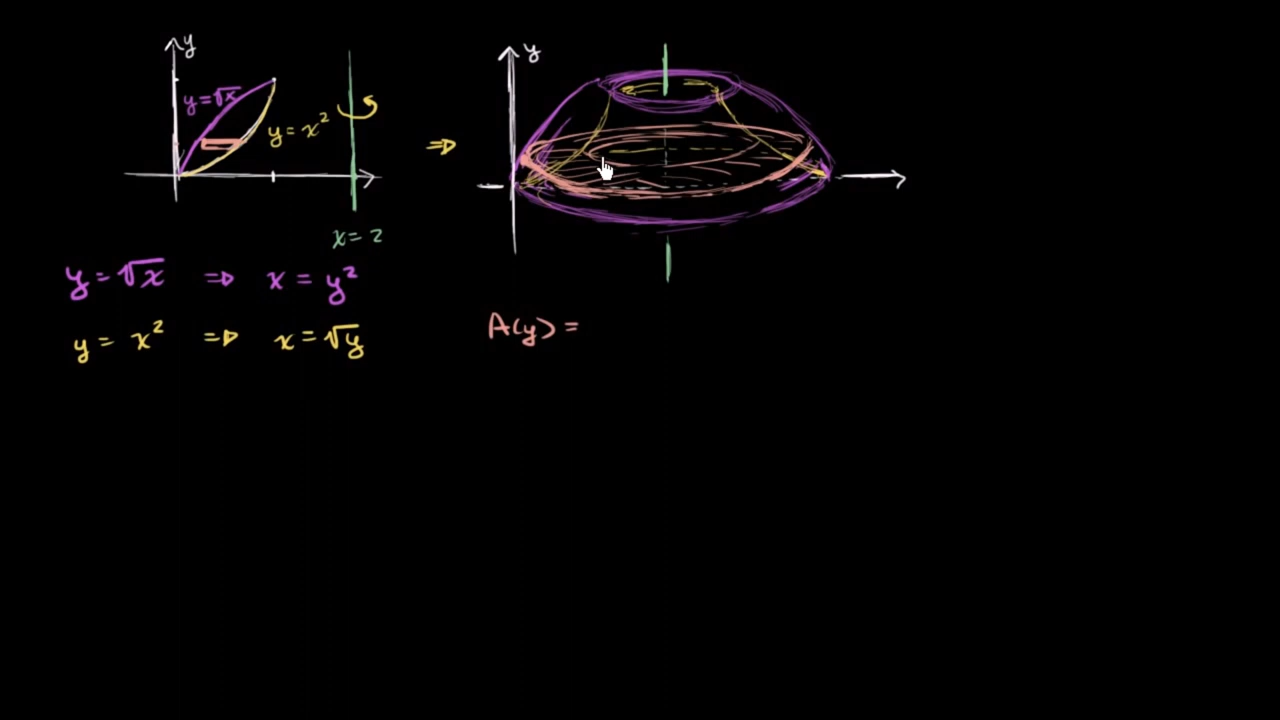 y
y = √x
y = x²
x = 2
y
y = √x ⇒ x = y²
y = x² ⇒ x = √y
A(y) =